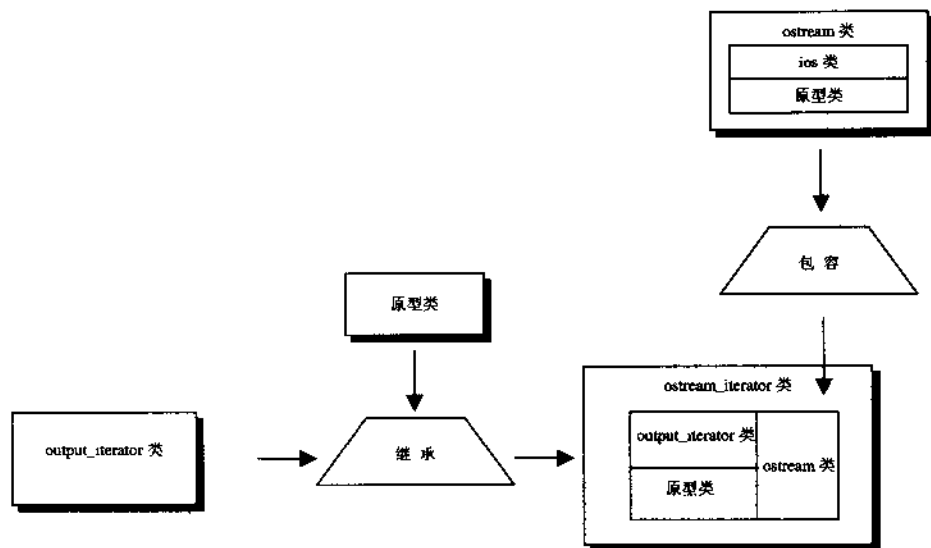 ostream 类
ios 类
原型类
包 容
原型类
ostream_iterator 类
output_iterator 类
继 承
output_iterator 类
原型类
ostream 类